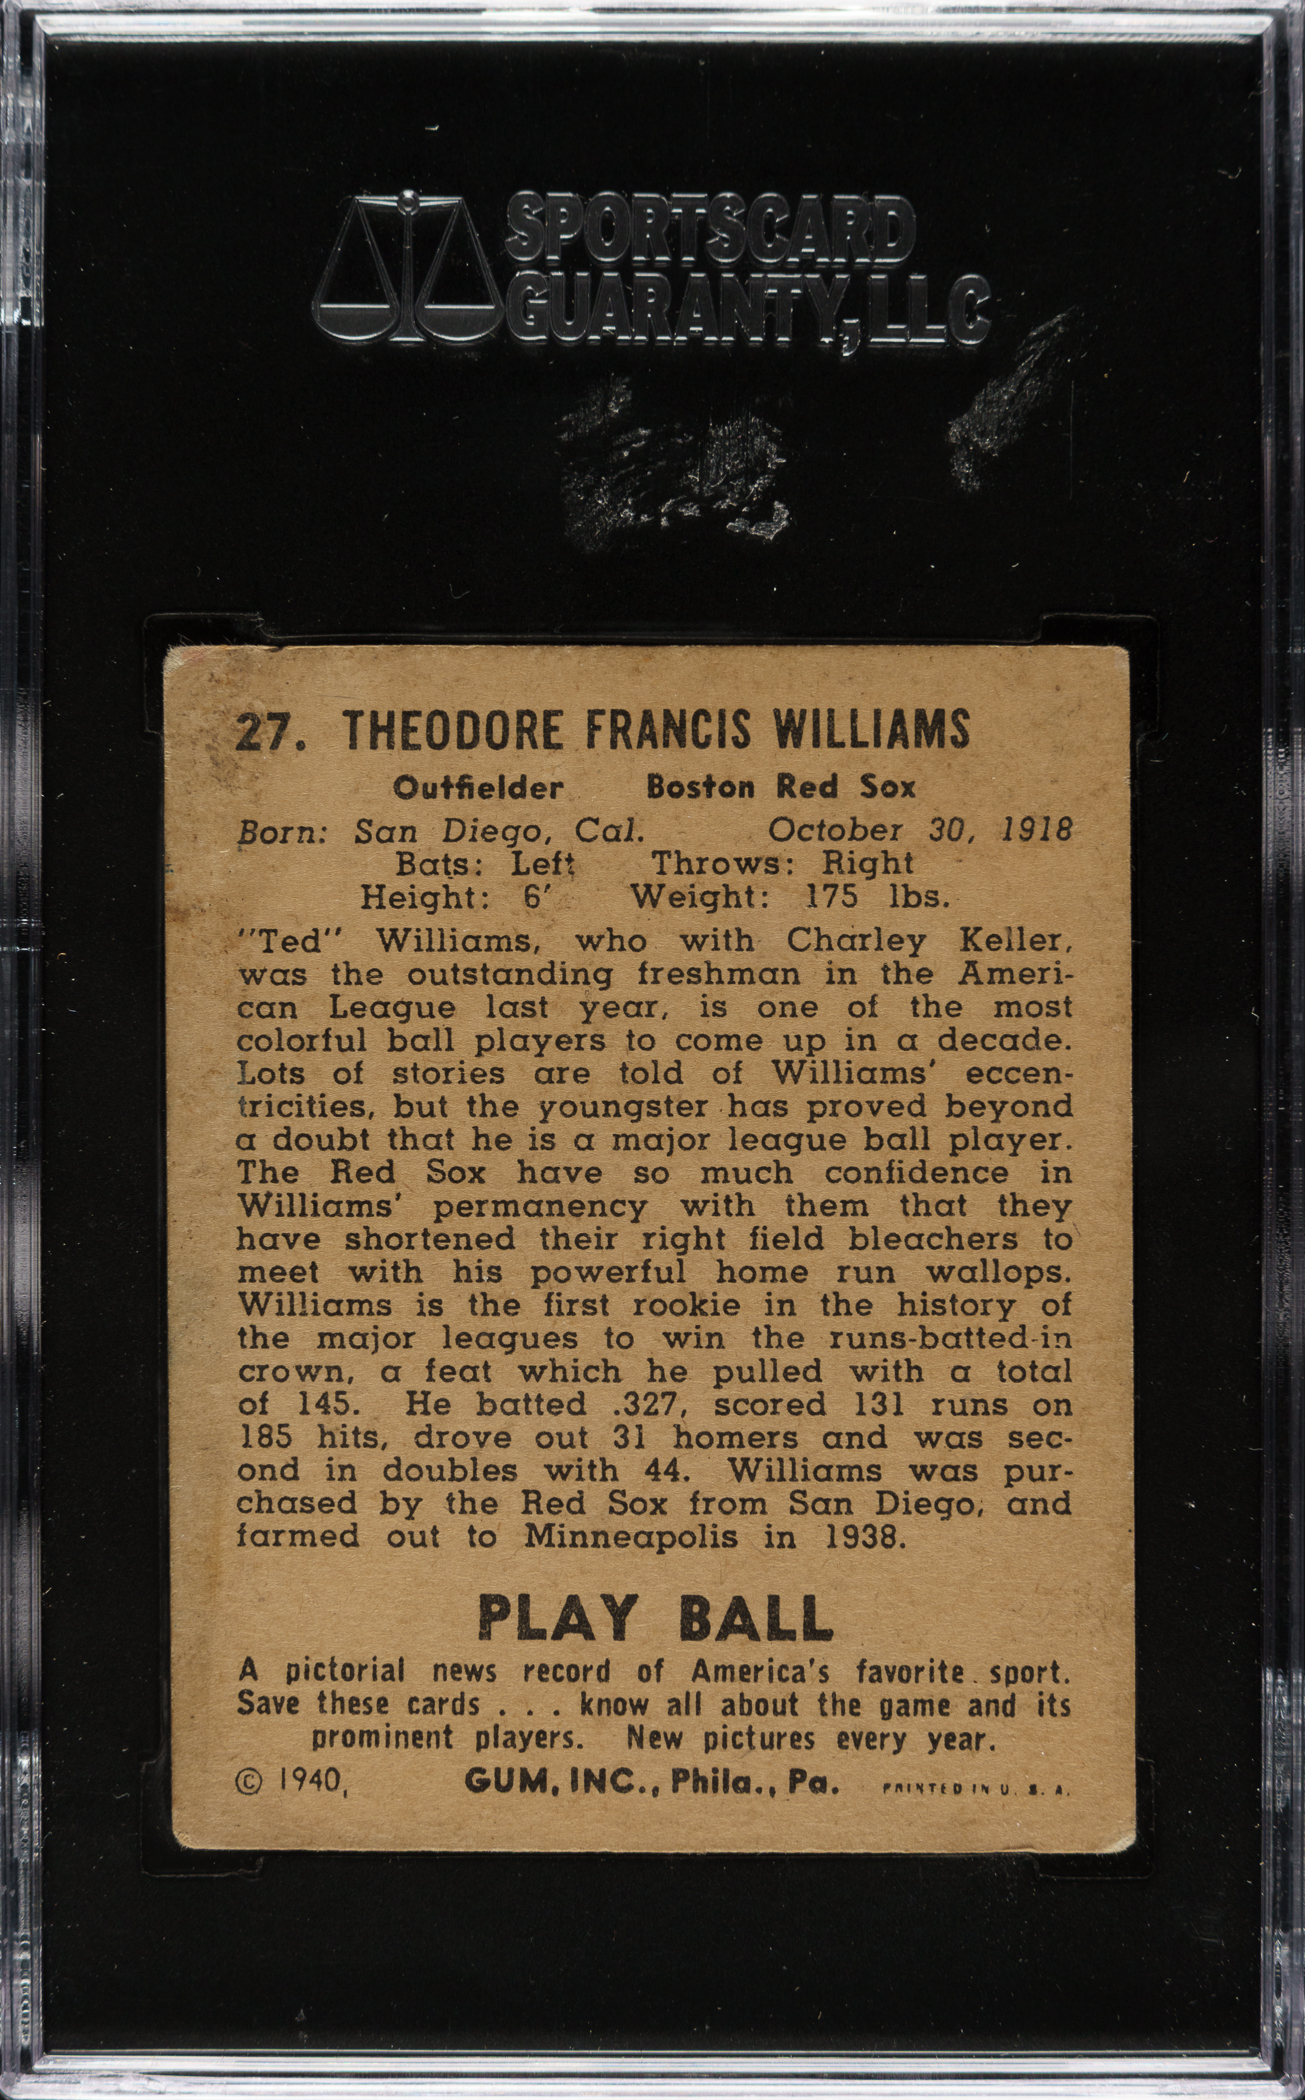 SPORTSCARD
GUARANTY, LLC
27. THEODORE FRANCIS WILLIAMS
Outfielder Boston Red Sox
Born: San Diego, Cal. October 30, 1918
Bats: Left Throws: Right
Height: 6' Weight: 175 lbs.
"Ted" Williams, who with Charley Keller,
was the outstanding freshman in the Ameri-
can League last year, is one of the most
colorful ball players to come up in a decade.
Lots of stories are told of Williams' eccen-
tricities, but the youngster has proved beyond
a doubt that he is a major league ball player.
The Red Sox have so much confidence in
Williams' permanency with them that they
have shortened their right field bleachers to
meet with his powerful home run wallops.
Williams is the first rookie in the history of
the major leagues to win the runs-batted-in
crown, a feat which he pulled with a total
of 145. He batted .327, scored 131 runs on
185 hits, drove out 31 homers and was sec-
ond in doubles with 44. Williams was pur-
chased by the Red Sox from San Diego, and
farmed out to Minneapolis in 1938.
PLAY BALL
A pictorial news record of America's favorite sport.
Save these cards . . . know all about the game and its
prominent players. New pictures every year.
© 1940, GUM, INC., Phila., Pa. PRINTED IN U. S. A.